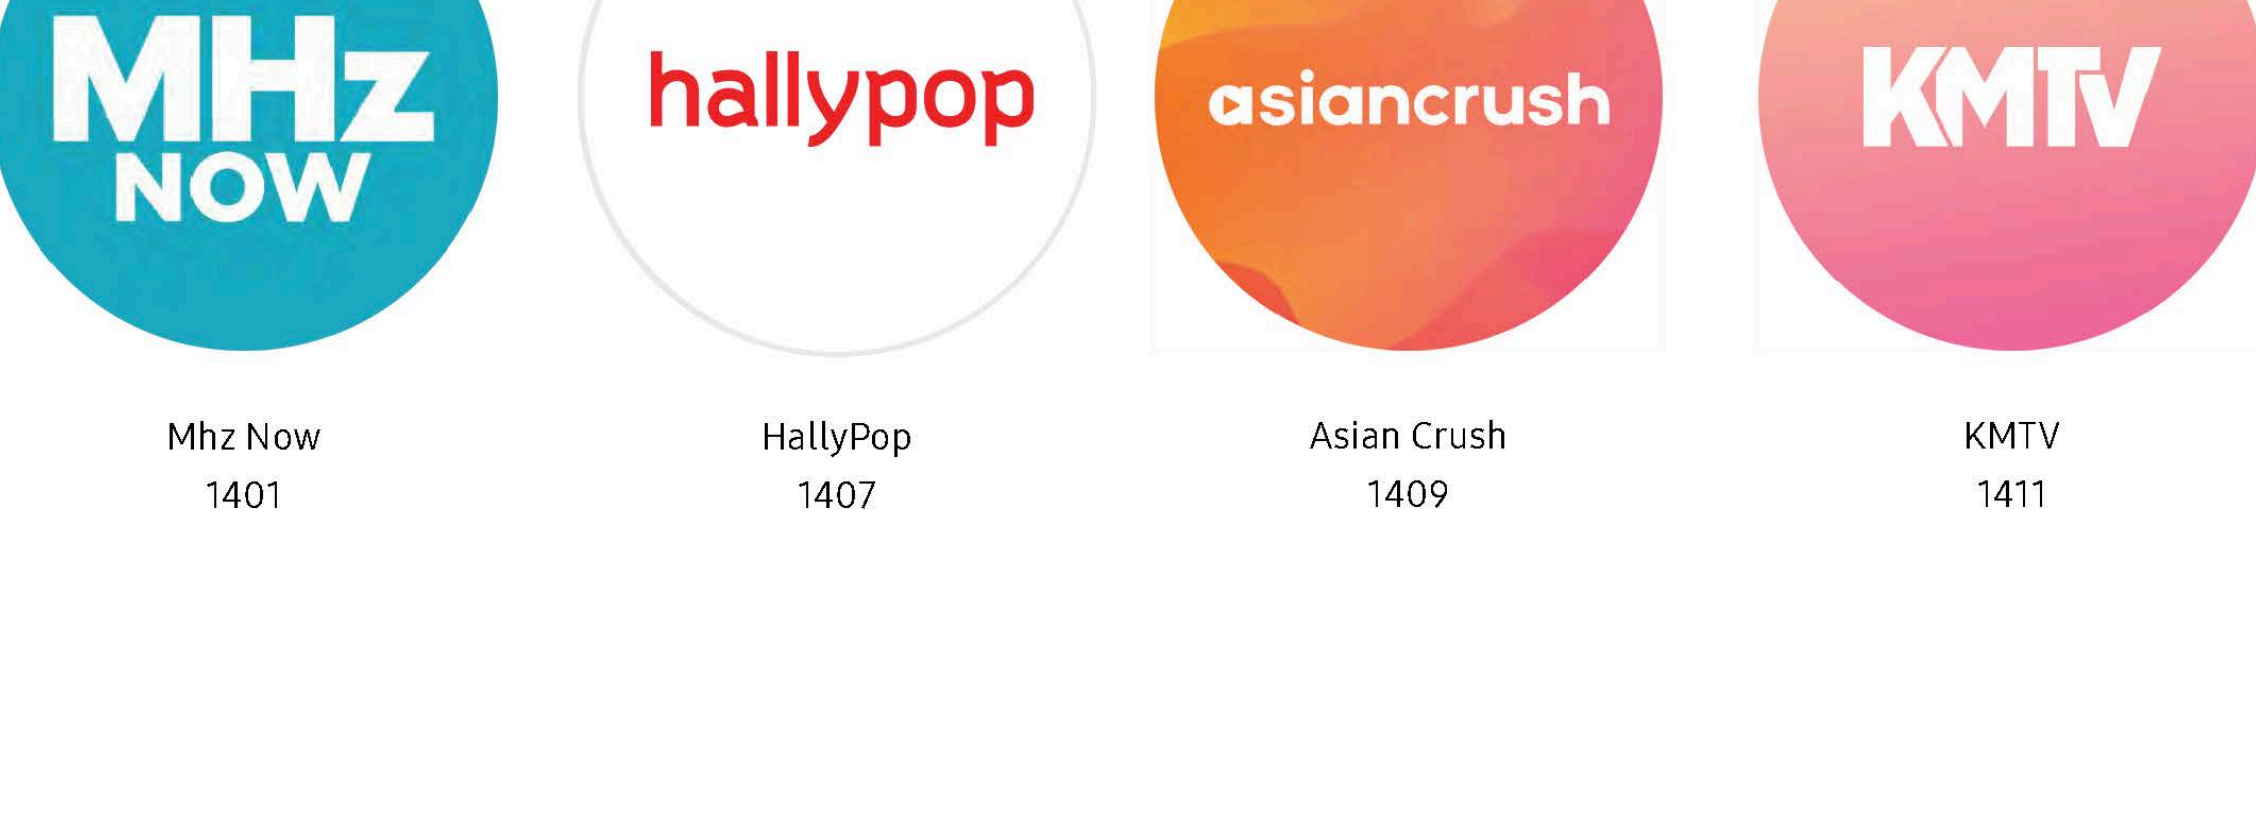 MHz
NOW
hallypop
asiancrush
KMTV
Mhz Now
1401
HallyPop
1407
Asian Crush
1409
KMTV
1411